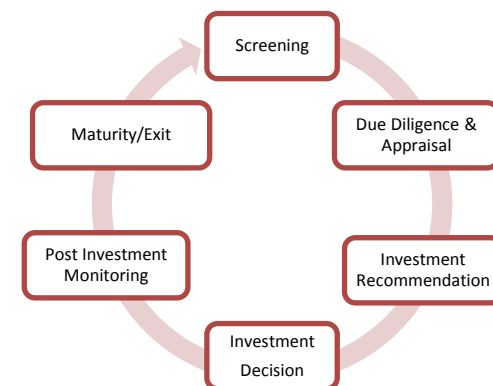 Screening
Due Diligence &
Appraisal
Investment
Recommendation
Investment
Decision
Post Investment
Monitoring
Maturity/Exit